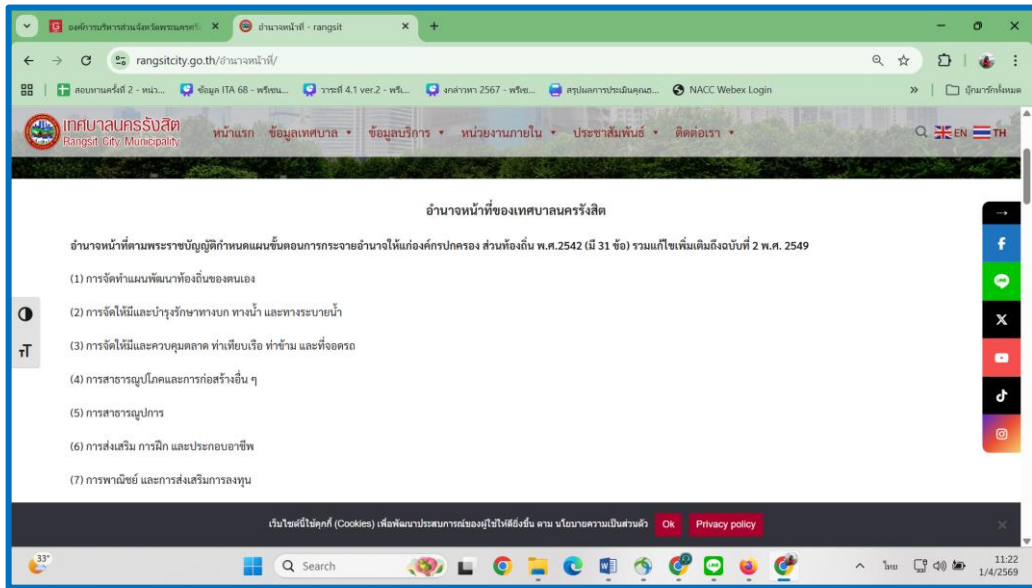 องค์การบริหารส่วนจังหวัดพระนครศรี
อำนาจหน้าที่ - rangsit
rangsitcity.go.th/อำนาจหน้าที่/
สอบทานครั้งที่ 2 - หน่ว...
ข้อมูล ITA 68 - พรีเซน...
วาระที่ 4.1 ver.2 - พรี...
งกล่าวหา 2567 - พรีเซ...
สรุปผลการประเมินคุณธ...
NACC Webex Login
»
บุ๊กมาร์กทั้งหมด
เทศบาลนครรังสิต
Rangsit City Municipality
หน้าแรก ข้อมูลเทศบาล ข้อมูลบริการ หน่วยงานภายใน ประชาสัมพันธ์ ติดต่อเรา
EN TH
อำนาจหน้าที่ของเทศบาลนครรังสิต
อำนาจหน้าที่ตามพระราชบัญญัติกำหนดแผนขั้นตอนการกระจายอำนาจให้แก่องค์กรปกครอง ส่วนท้องถิ่น พ.ศ.2542 (มี 31 ข้อ) รวมแก้ไขเพิ่มเติมถึงฉบับที่ 2 พ.ศ. 2549
(1) การจัดทำแผนพัฒนาท้องถิ่นของตนเอง
(2) การจัดให้มีและบำรุงรักษาทางบก ทางน้ำ และทางระบายน้ำ
(3) การจัดให้มีและควบคุมตลาด ท่าเทียบเรือ ท่าข้าม และที่จอดรถ
(4) การสาธารณูปโภคและการก่อสร้างอื่น ๆ
(5) การสาธารณูปการ
(6) การส่งเสริม การฝึก และประกอบอาชีพ
(7) การพาณิชย์ และการส่งเสริมการลงทุน
เว็บไซต์นี้ใช้คุกกี้ (Cookies) เพื่อพัฒนาประสบการณ์ของผู้ใช้ให้ดียิ่งขึ้น ตาม นโยบายความเป็นส่วนตัว Ok Privacy policy
33°
Search
ไทย
11:22
1/4/2569